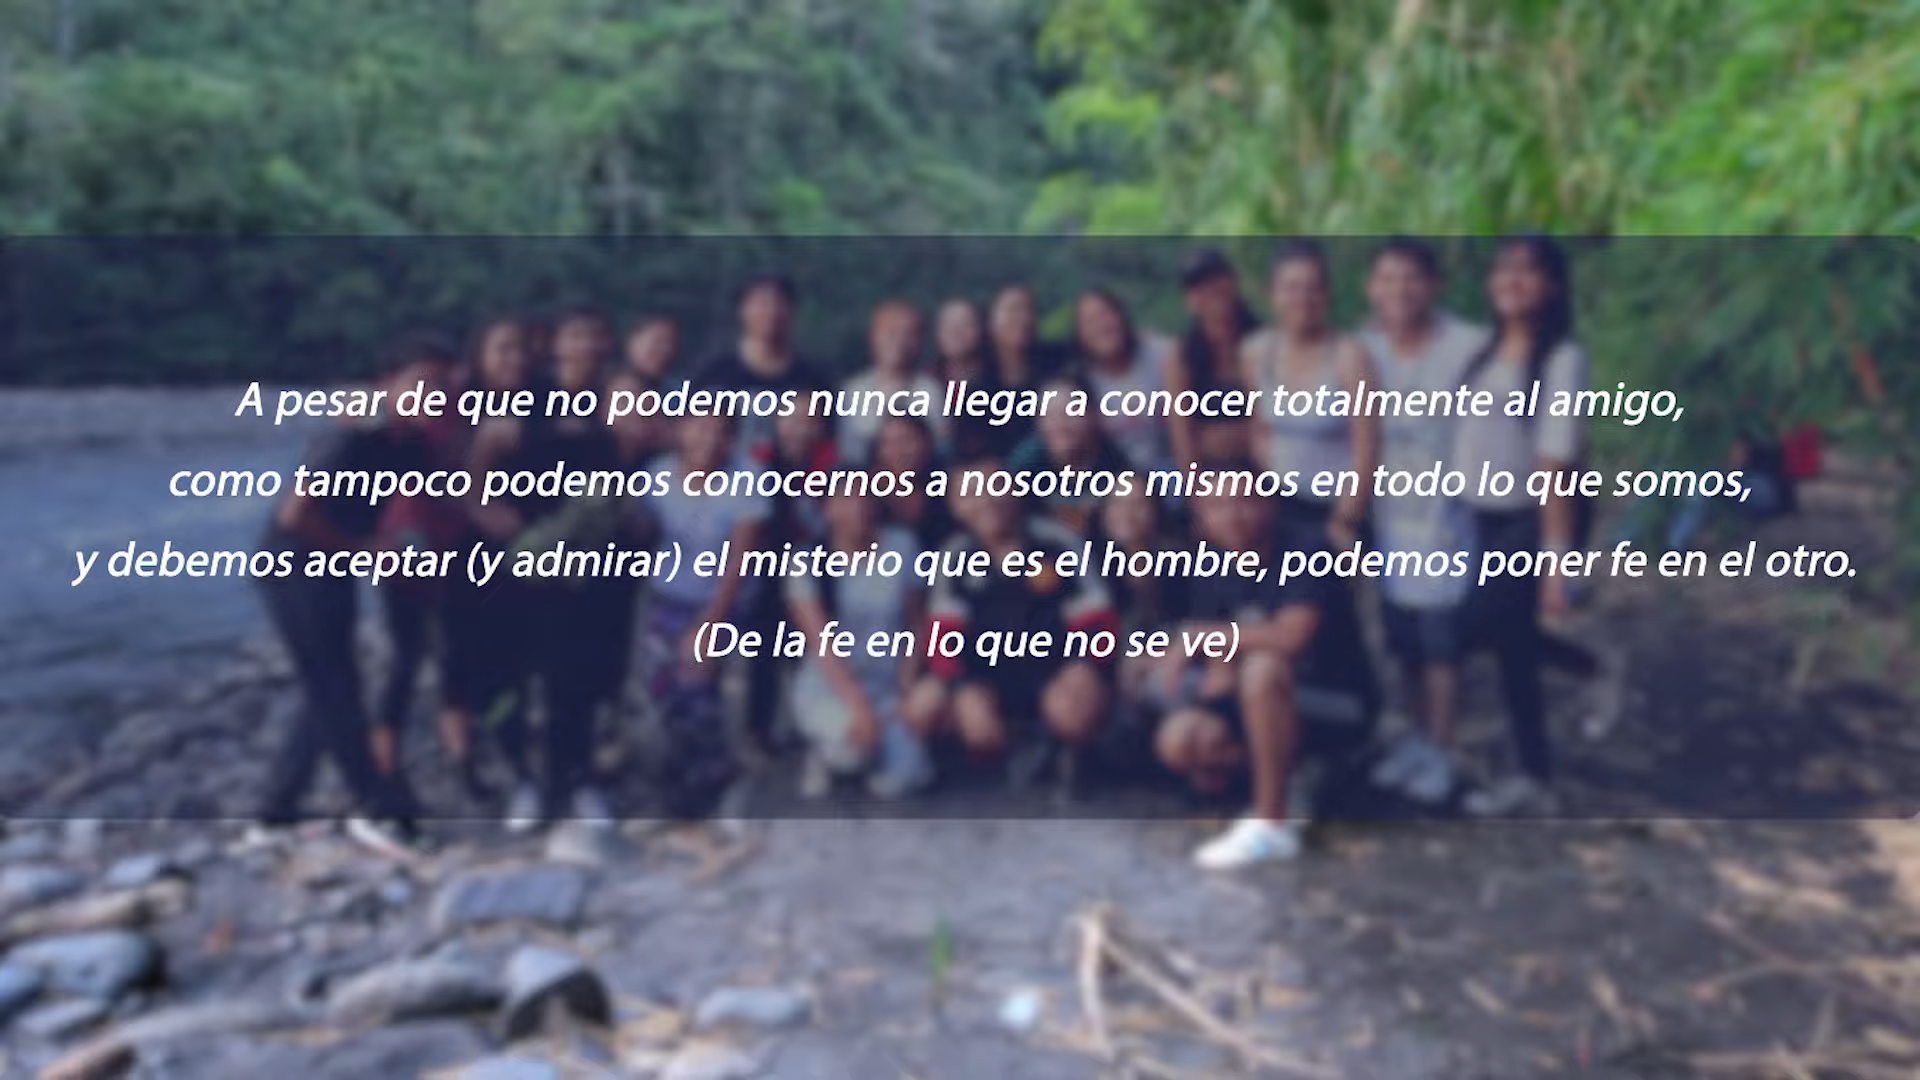 A pesar de que no podemos nunca llegar a conocer totalmente al amigo,
como tampoco podemos conocernos a nosotros mismos en todo lo que somos,
y debemos aceptar (y admirar) el misterio que es el hombre, podemos poner fe en el otro.
(De la fe en lo que no se ve)